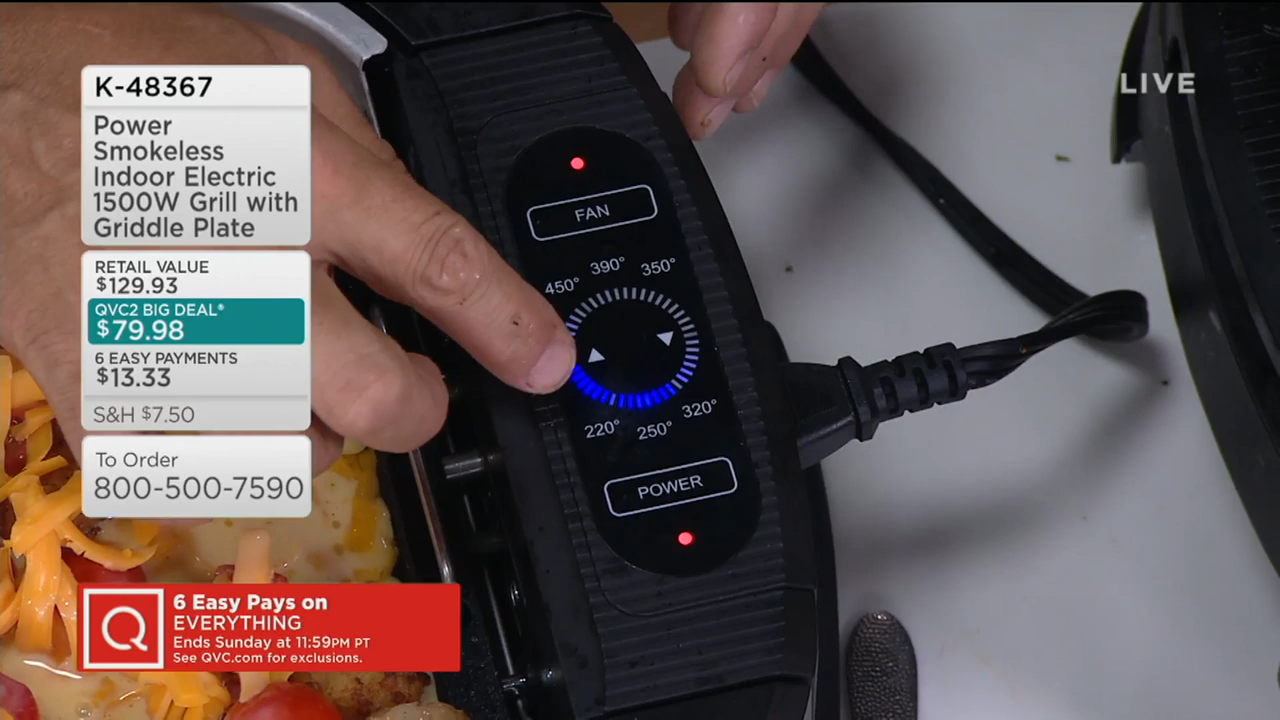 K-48367
Power
Smokeless
Indoor Electric
1500W Grill with
Griddle Plate
RETAIL VALUE
$129.93
QVC2 BIG DEAL®
$79.98
6 EASY PAYMENTS
$13.33
S&H $7.50
To Order
800-500-7590
Q
6 Easy Pays on
EVERYTHING
Ends Sunday at 11:59PM PT
See QVC.com for exclusions.
LIVE
FAN
450° 390° 350°
220° 250° 320°
POWER